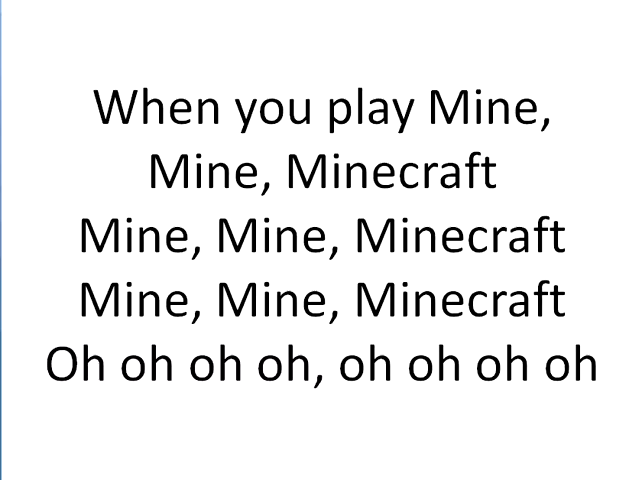 When you play Mine,
Mine, Minecraft
Mine, Mine, Minecraft
Mine, Mine, Minecraft
Oh oh oh oh, oh oh oh oh